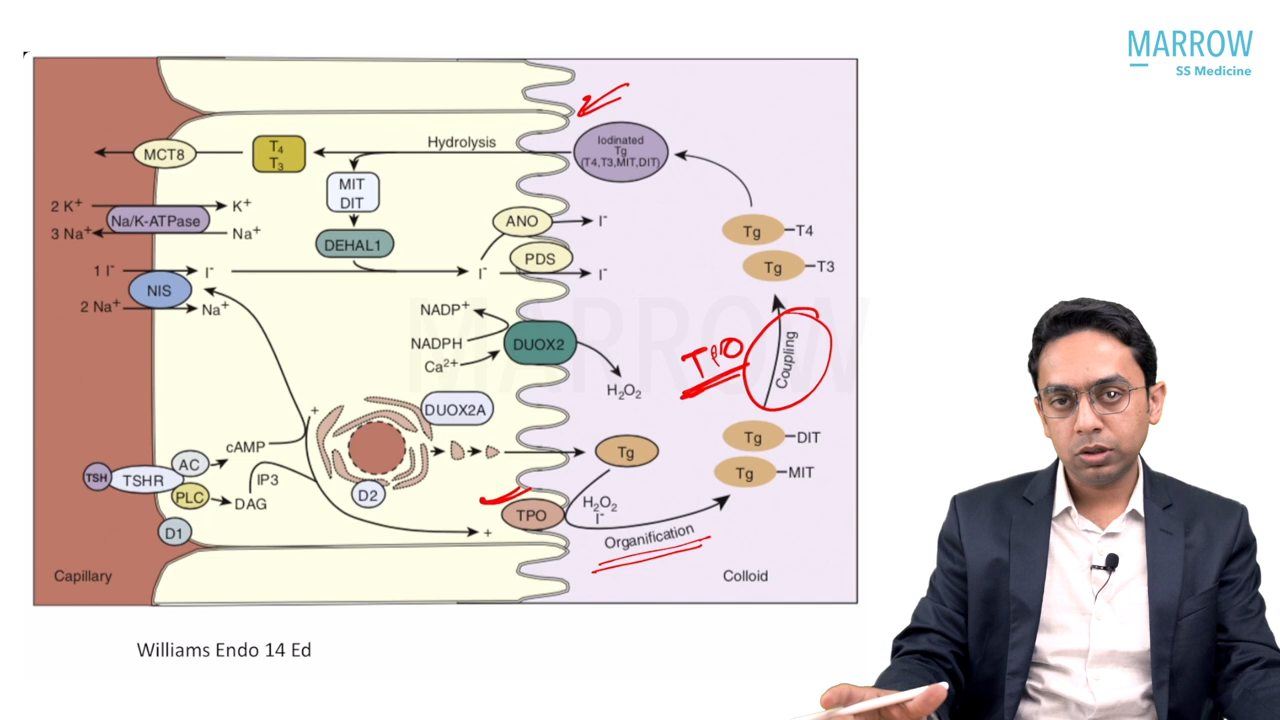 MARROW
SS Medicine
Iodinated
Tg
(T4,T3,MIT,DIT)
Hydrolysis
MCT8
T4
T3
MIT
DIT
2 K+
K+
Na/K-ATPase
3 Na+
Na+
DEHAL1
ANO
I-
Tg
T4
PDS
Tg
T3
1 I-
I-
I-
I-
NIS
2 Na+
Na+
MARROW
NADP+
NADPH
DUOX2
Ca2+
H2O2
TPO
Coupling
DUOX2A
+
cAMP
Tg
DIT
Tg
Tg
MIT
TSH
TSHR
AC
IP3
PLC
DAG
D2
H2O2
I-
TPO
+
Organification
D1
Capillary
Colloid
Williams Endo 14 Ed